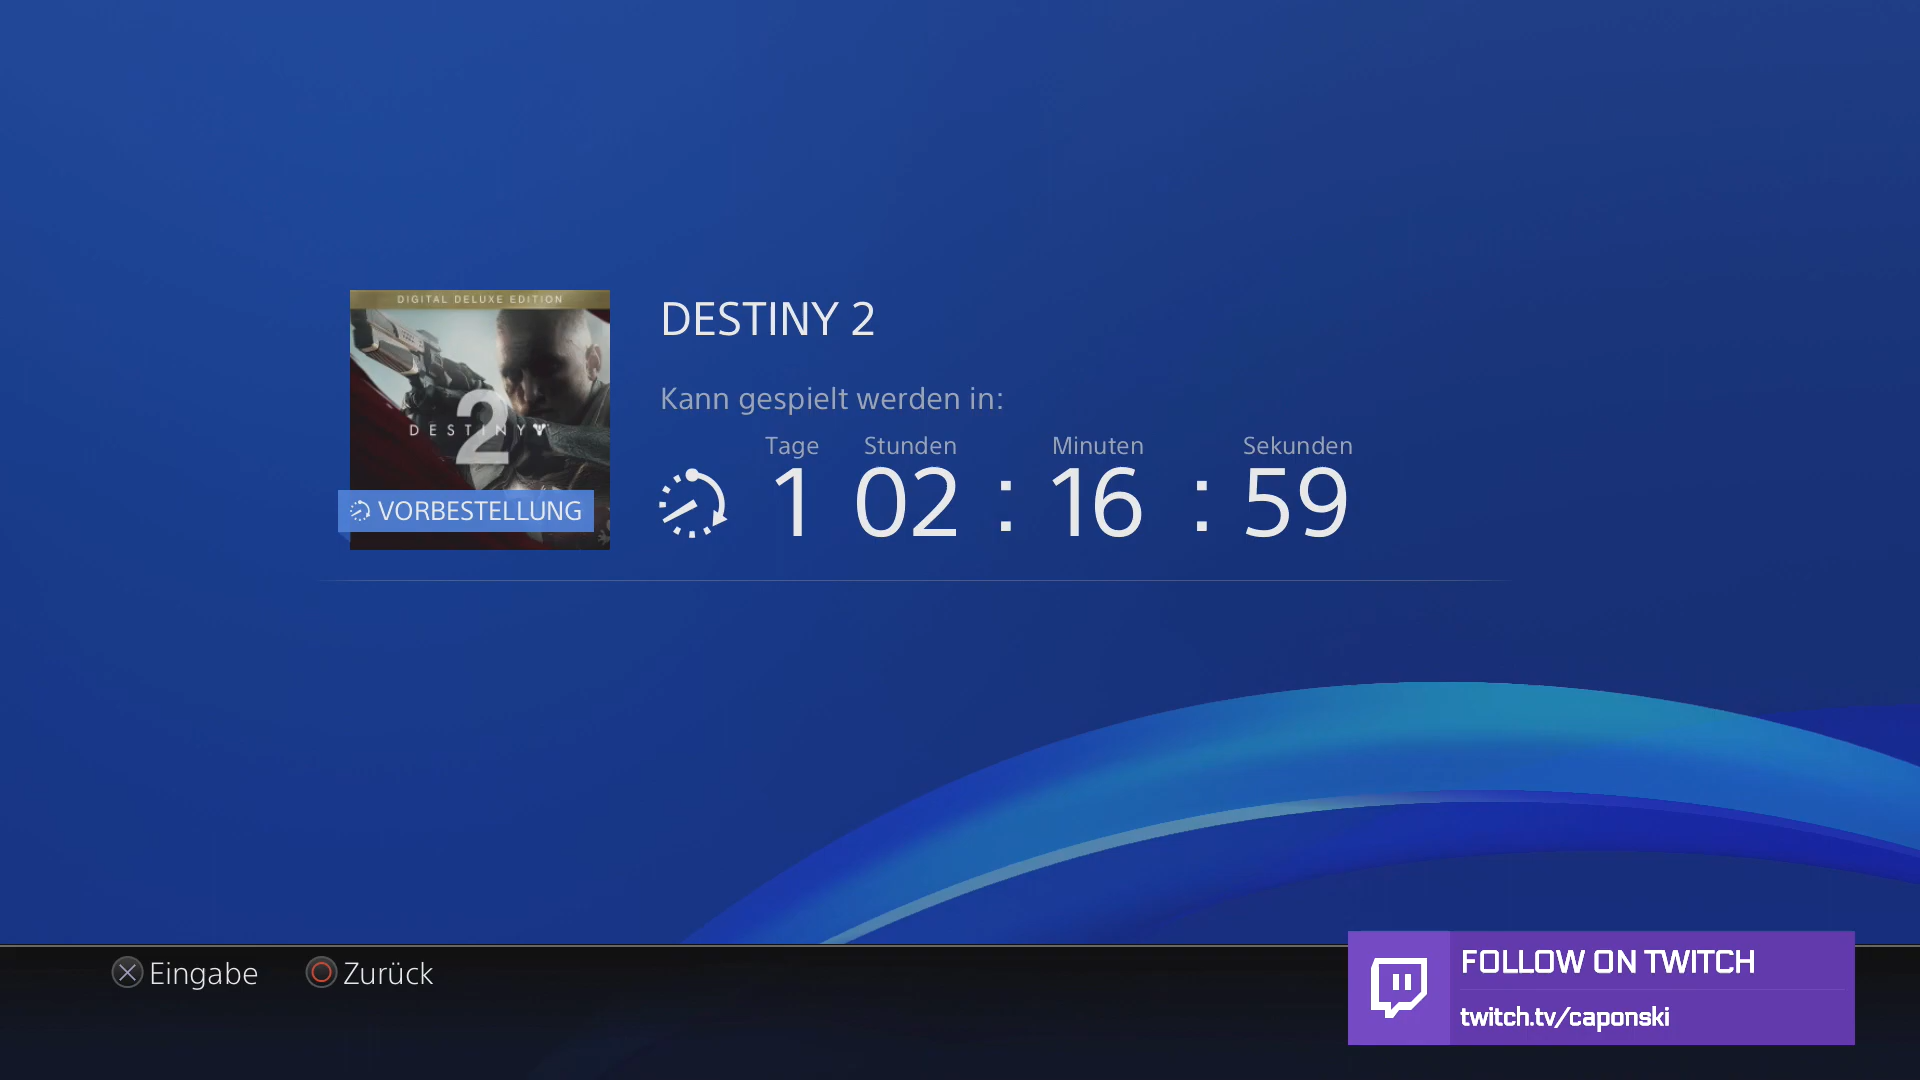 DIGITAL DELUXE EDITION
DESTINY 2
VORBESTELLUNG
DESTINY 2
Kann gespielt werden in:
Tage Stunden Minuten Sekunden
1 02 : 16 : 59
Eingabe Zurück
FOLLOW ON TWITCH
twitch.tv/caponski